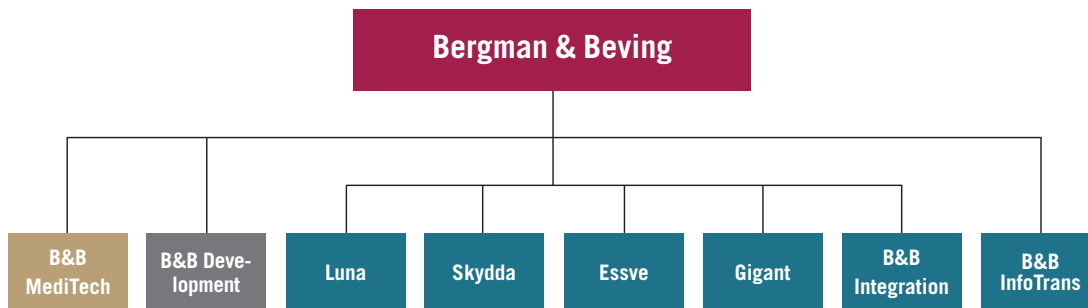 Bergman & Beving
B&B
MediTech
B&B Deve-
lopment
Luna
Skydda
Essve
Gigant
B&B
Integration
B&B
InfoTrans